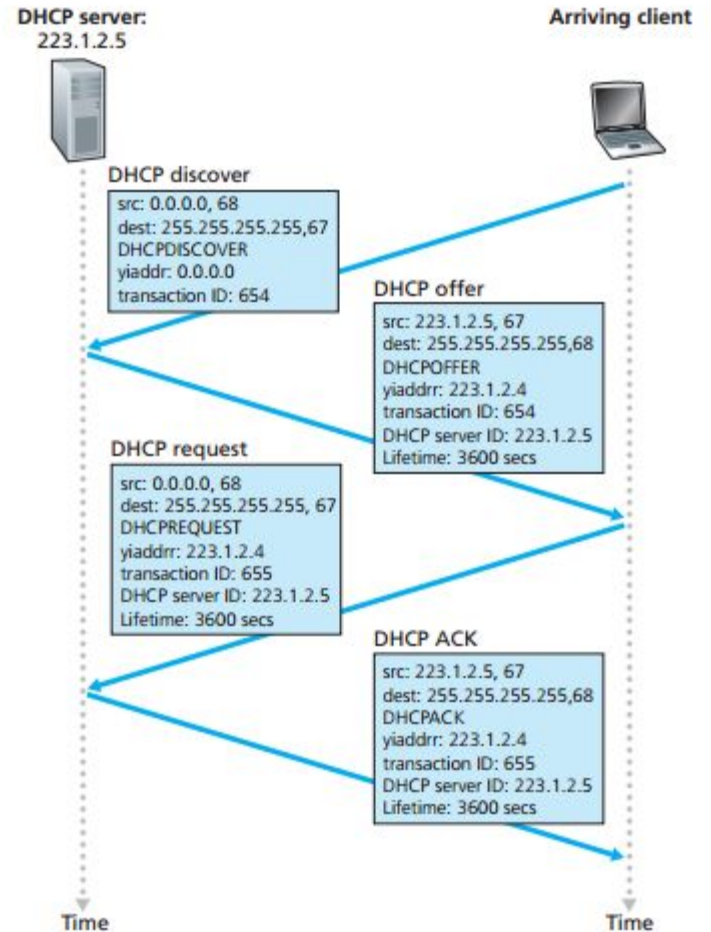 DHCP server:
223.1.2.5
Arriving client
DHCP discover
src: 0.0.0.0, 68
dest: 255.255.255.255,67
DHCPDISCOVER
yiaddr: 0.0.0.0
transaction ID: 654
DHCP offer
src: 223.1.2.5, 67
dest: 255.255.255.255,68
DHCPOFFER
yiaddrr: 223.1.2.4
transaction ID: 654
DHCP server ID: 223.1.2.5
Lifetime: 3600 secs
DHCP request
src: 0.0.0.0, 68
dest: 255.255.255.255, 67
DHCPREQUEST
yiaddrr: 223.1.2.4
transaction ID: 655
DHCP server ID: 223.1.2.5
Lifetime: 3600 secs
DHCP ACK
src: 223.1.2.5, 67
dest: 255.255.255.255,68
DHCPACK
yiaddrr: 223.1.2.4
transaction ID: 655
DHCP server ID: 223.1.2.5
Lifetime: 3600 secs
Time
Time